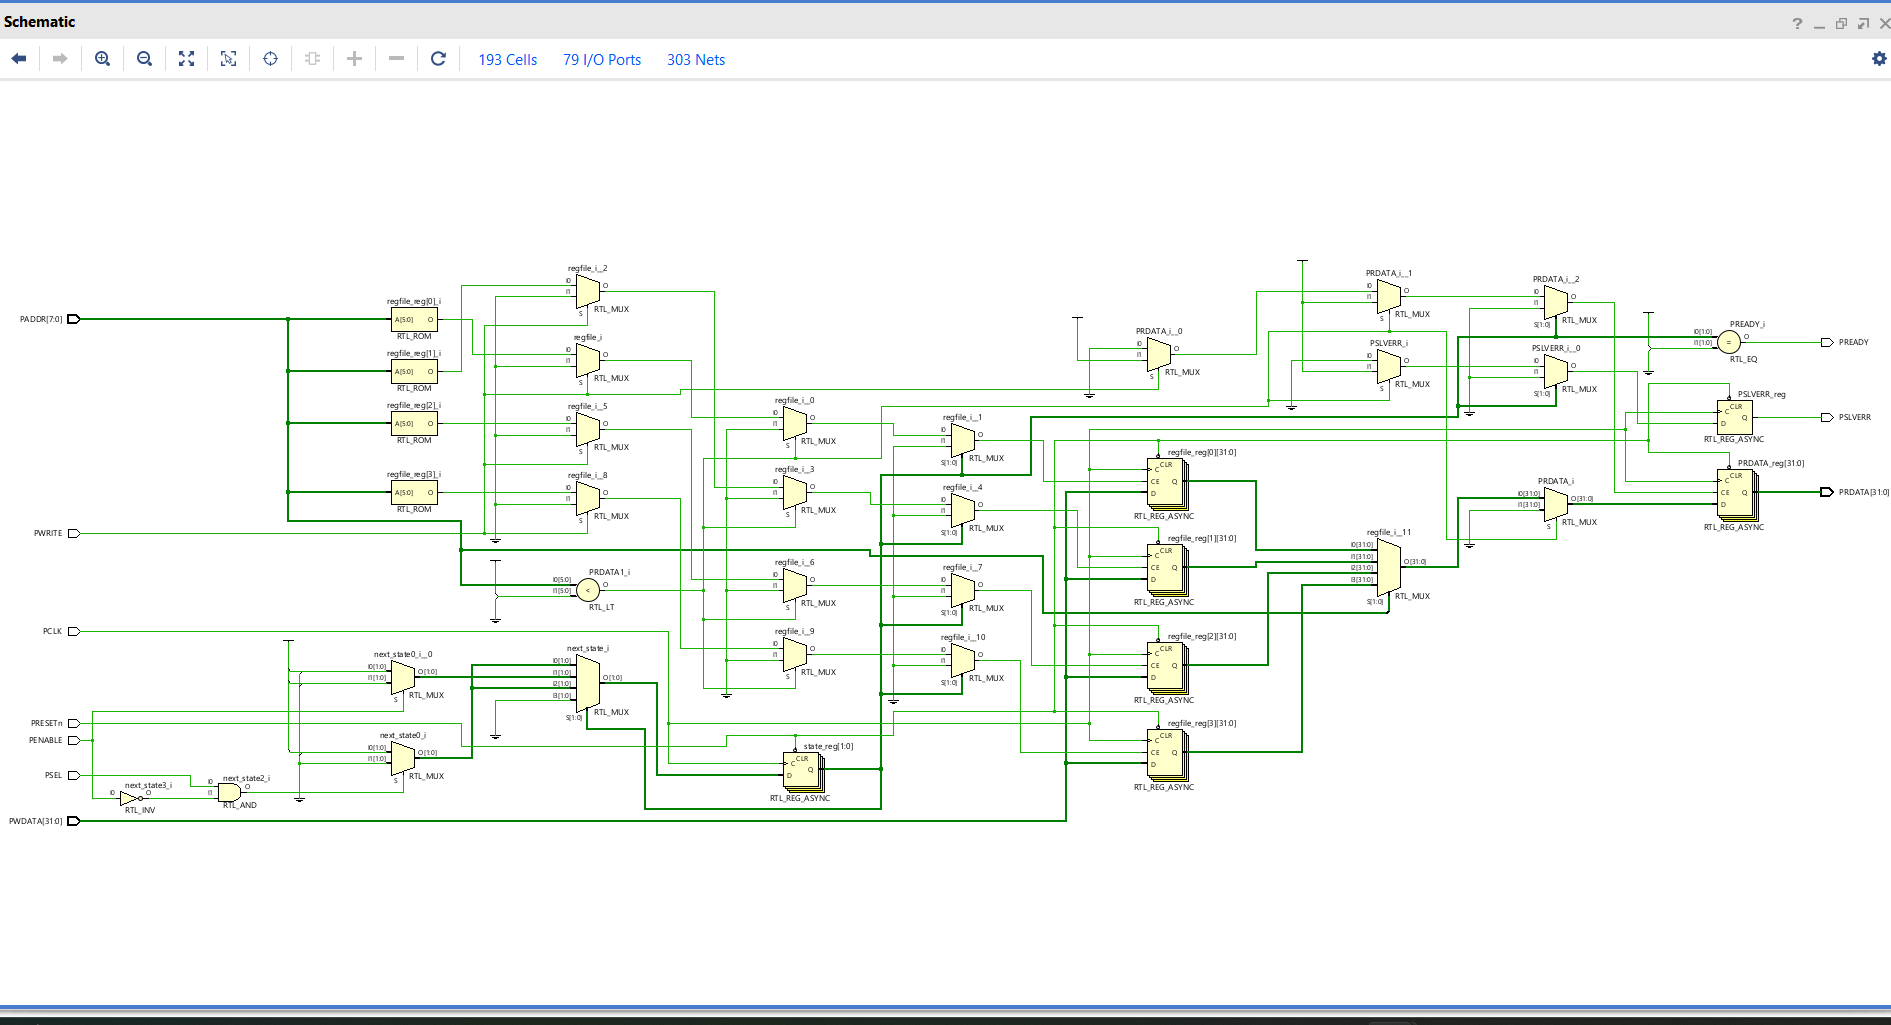 Schematic
193 Cells 79 I/O Ports 303 Nets
PADDR[7:0]
regfile_reg[0]_i
A[5:0] O
RTL_ROM
regfile_reg[1]_i
A[5:0] O
RTL_ROM
regfile_reg[2]_i
A[5:0] O
RTL_ROM
regfile_reg[3]_i
A[5:0] O
RTL_ROM
PWRITE
PCLK
PRESETn
PENABLE
PSEL
PWDATA[31:0]
next_state3_i
I0 O
RTL_INV
next_state2_i
I0 O
I1
RTL_AND
next_state0_i__0
I0[1:0] O[1:0]
I1[1:0]
S RTL_MUX
next_state0_i
I0[1:0] O[1:0]
I1[1:0]
S RTL_MUX
regfile_i__2
I0 O
I1
S RTL_MUX
regfile_i
I0 O
I1
S RTL_MUX
regfile_i__5
I0 O
I1
S RTL_MUX
regfile_i__8
I0 O
I1
S RTL_MUX
PRDATA1_i
I0[5:0] O
I1[5:0] <
RTL_LT
next_state_i
I0[1:0]
I1[1:0] O[1:0]
I2[1:0]
I3[1:0]
S[1:0] RTL_MUX
regfile_i__0
I0 O
I1
S RTL_MUX
regfile_i__3
I0 O
I1
S RTL_MUX
regfile_i__6
I0 O
I1
S RTL_MUX
regfile_i__9
I0 O
I1
S RTL_MUX
state_reg[1:0]
CLR
C Q
D
RTL_REG_ASYNC
regfile_i__1
I0 O
I1
S[1:0] RTL_MUX
regfile_i__4
I0 O
I1
S[1:0] RTL_MUX
regfile_i__7
I0 O
I1
S[1:0] RTL_MUX
regfile_i__10
I0 O
I1
S[1:0] RTL_MUX
PRDATA_i__0
I0 O
I1
S RTL_MUX
regfile_reg[0][31:0]
CLR
C
CE Q
D
RTL_REG_ASYNC
regfile_reg[1][31:0]
CLR
C
CE Q
D
RTL_REG_ASYNC
regfile_reg[2][31:0]
CLR
C
CE Q
D
RTL_REG_ASYNC
regfile_reg[3][31:0]
CLR
C
CE Q
D
RTL_REG_ASYNC
PRDATA_i__1
I0 O
I1
S RTL_MUX
PSLVERR_i
I0 O
I1
S RTL_MUX
regfile_i__11
I0[31:0]
I1[31:0] O[31:0]
I2[31:0]
I3[31:0]
S[1:0] RTL_MUX
PRDATA_i__2
I0 O
I1
S[1:0] RTL_MUX
PSLVERR_i__0
I0 O
I1
S[1:0] RTL_MUX
PRDATA_i
I0[31:0] O[31:0]
I1[31:0]
S RTL_MUX
PREADY_i
I0[1:0] O
I1[1:0] =
RTL_EQ
PSLVERR_reg
CLR
C Q
D
RTL_REG_ASYNC
PRDATA_reg[31:0]
CLR
C
CE Q
D
RTL_REG_ASYNC
PREADY
PSLVERR
PRDATA[31:0]